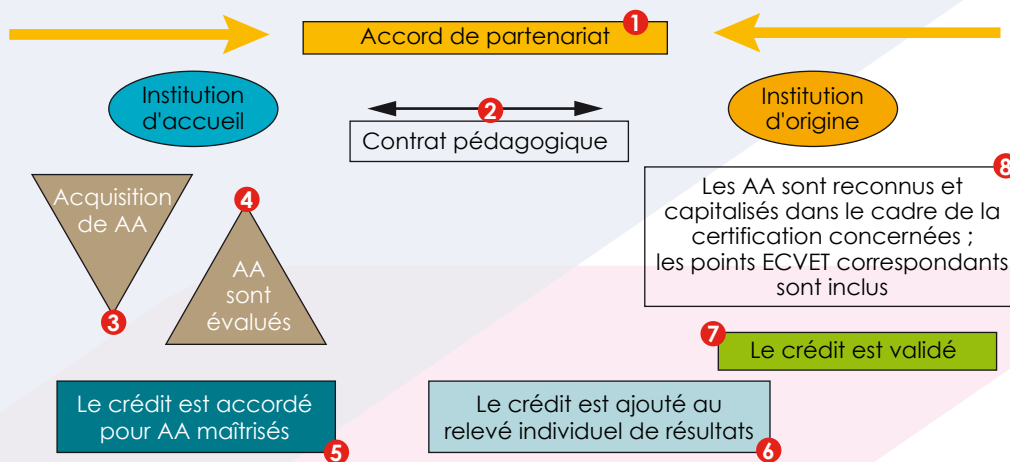 1
Accord de partenariat
Institution
d'accueil
2
Contrat pédagogique
Institution
d'origine
Acquisition
de AA
3
4
AA
sont
évalués
8
Les AA sont reconnus et
capitalisés dans le cadre de la
certification concernées ;
les points ECVET correspondants
sont inclus
7
Le crédit est validé
Le crédit est accordé
pour AA maîtrisés
5
Le crédit est ajouté au
relevé individuel de résultats
6